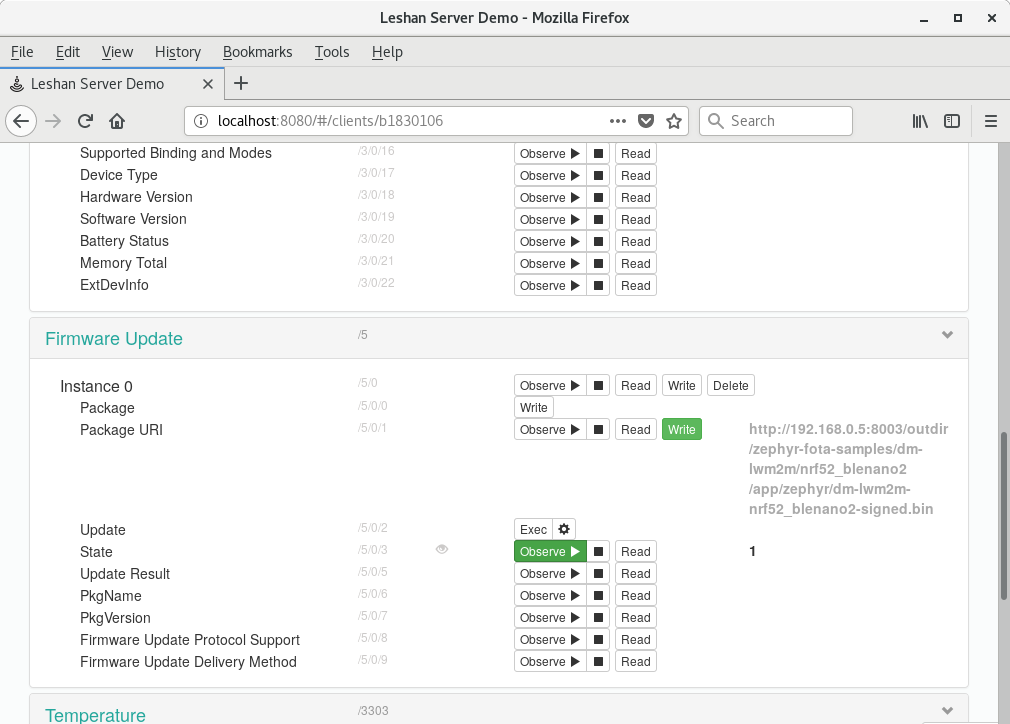 Leshan Server Demo - Mozilla Firefox
File Edit View History Bookmarks Tools Help
Leshan Server Demo
localhost:8080/#/clients/b1830106 Search
Supported Binding and Modes /3/0/16 Observe Read
Device Type /3/0/17 Observe Read
Hardware Version /3/0/18 Observe Read
Software Version /3/0/19 Observe Read
Battery Status /3/0/20 Observe Read
Memory Total /3/0/21 Observe Read
ExtDevInfo /3/0/22 Observe Read
Firmware Update /5
Instance 0 /5/0 Observe Read Write Delete
Package /5/0/0 Write
Package URI /5/0/1 Observe Read Write http://192.168.0.5:8003/outdir
/zephyr-fota-samples/dm-
lwm2m/nrf52_blenano2
/app/zephyr/dm-lwm2m-
nrf52_blenano2-signed.bin
Update /5/0/2 Exec
State /5/0/3 Observe Read 1
Update Result /5/0/5 Observe Read
PkgName /5/0/6 Observe Read
PkgVersion /5/0/7 Observe Read
Firmware Update Protocol Support /5/0/8 Observe Read
Firmware Update Delivery Method /5/0/9 Observe Read
Temperature /3303